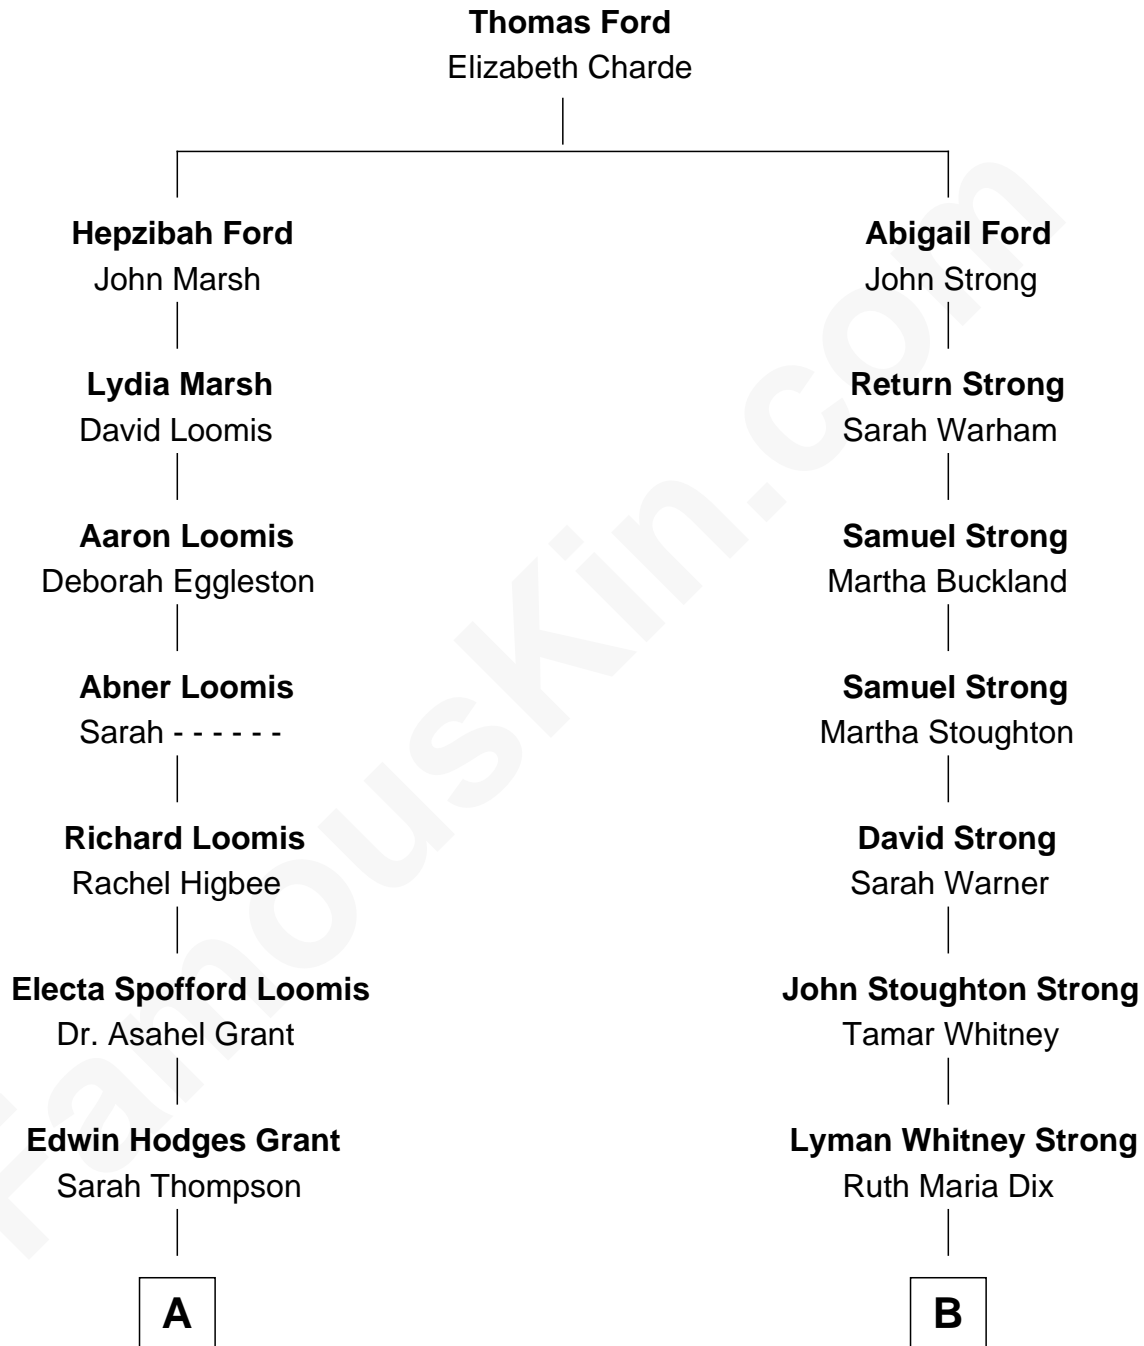 Thomas Ford
Elizabeth Charde
Hepzibah Ford
John Marsh
Abigail Ford
John Strong
Lydia Marsh
David Loomis
Return Strong
Sarah Warham
Aaron Loomis
Deborah Eggleston
Samuel Strong
Martha Buckland
Abner Loomis
Sarah - - - - - -
Samuel Strong
Martha Stoughton
Richard Loomis
Rachel Higbee
David Strong
Sarah Warner
Electa Spofford Loomis
Dr. Asahel Grant
John Stoughton Strong
Tamar Whitney
Edwin Hodges Grant
Sarah Thompson
Lyman Whitney Strong
Ruth Maria Dix
A
B
FamousKin.com